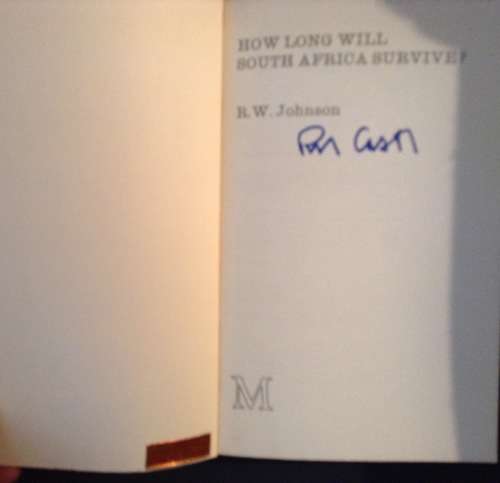 HOW LONG WILL
SOUTH AFRICA SURVIVE?
R.W. Johnson
M